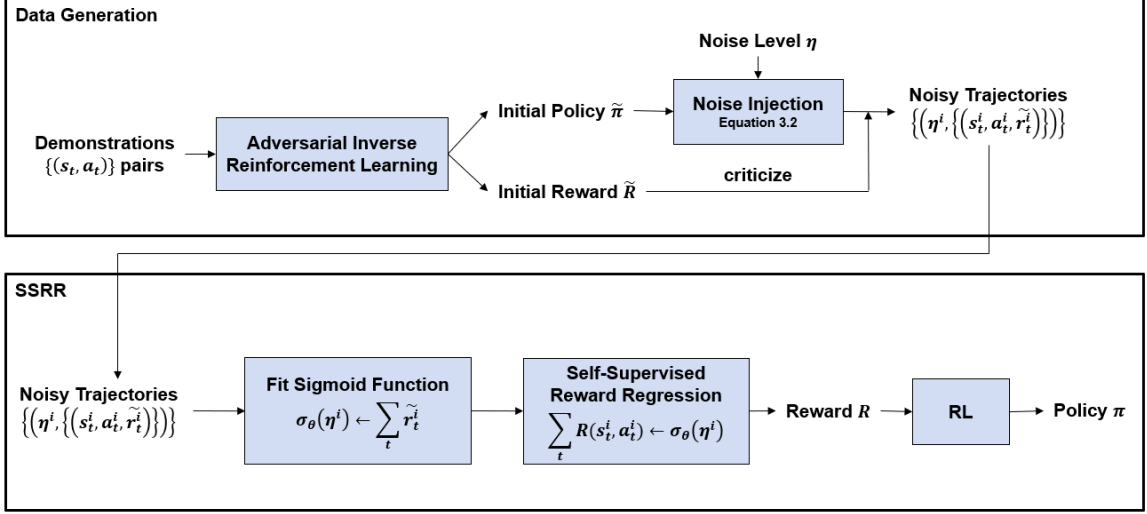 Data Generation
Noise Level η
Demonstrations
{(s_t, a_t)} pairs
Adversarial Inverse
Reinforcement Learning
Initial Policy π̃
Initial Reward R̃
Noise Injection
Equation 3.2
criticize
Noisy Trajectories
{(η^i, {(s_t^i, a_t^i, r̃_t^i)})}
SSRR
Noisy Trajectories
{(η^i, {(s_t^i, a_t^i, r̃_t^i)})}
Fit Sigmoid Function
σ_θ(η^i) ← ∑_t r̃_t^i
Self-Supervised
Reward Regression
∑_t R(s_t^i, a_t^i) ← σ_θ(η^i)
Reward R
RL
Policy π